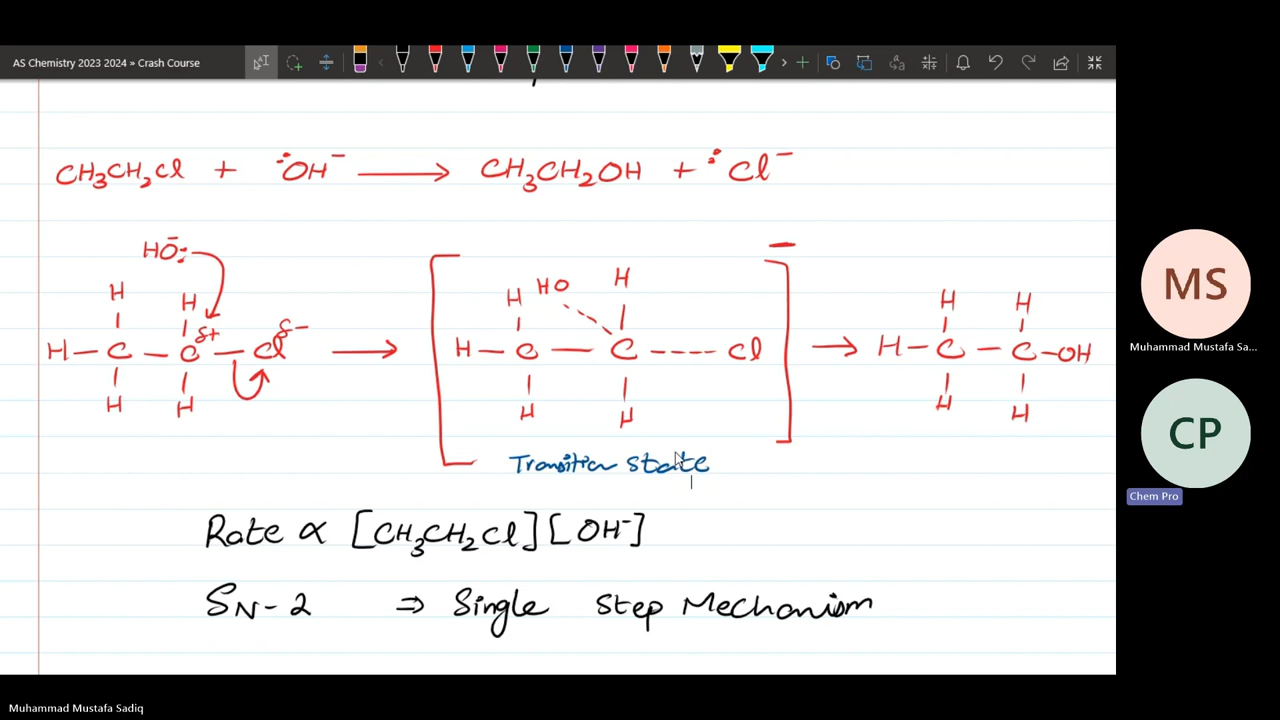 AS Chemistry 2023 2024 » Crash Course
CH₃CH₂Cl + :OH⁻ ⟶ CH₃CH₂OH + :Cl⁻
HŌ:
H H
δ+ δ−
H — C — C — Cl ⟶
H H
[ H HO H ]⁻
H — C — C ---- Cl
H H
Transition state
⟶ H H
H — C — C — OH
H H
Rate ∝ [CH₃CH₂Cl][OH⁻]
SN-2 ⇒ Single Step Mechanism
MS
Muhammad Mustafa Sa...
CP
Chem Pro
Muhammad Mustafa Sadiq